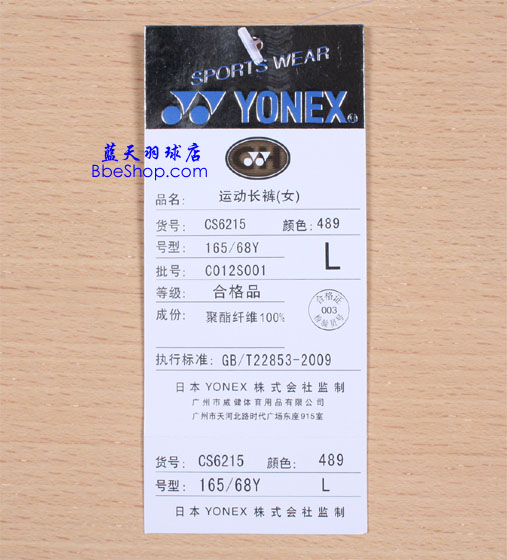 SPORTS WEAR
YONEX
蓝天羽球店
BbeShop.com
品名: 运动长裤(女)
货号: CS6215 颜色: 489
号型: 165/68Y L
批号: C012S001
等级: 合格品
成份: 聚酯纤维100%
合格证
003
检验员号
执行标准: GB/T22853-2009
日本 YONEX 株式会社监制
广州市威健体育用品有限公司
广州市天河北路时代广场东座915室
货号: CS6215 颜色: 489
号型: 165/68Y L
日本 YONEX 株式会社监制